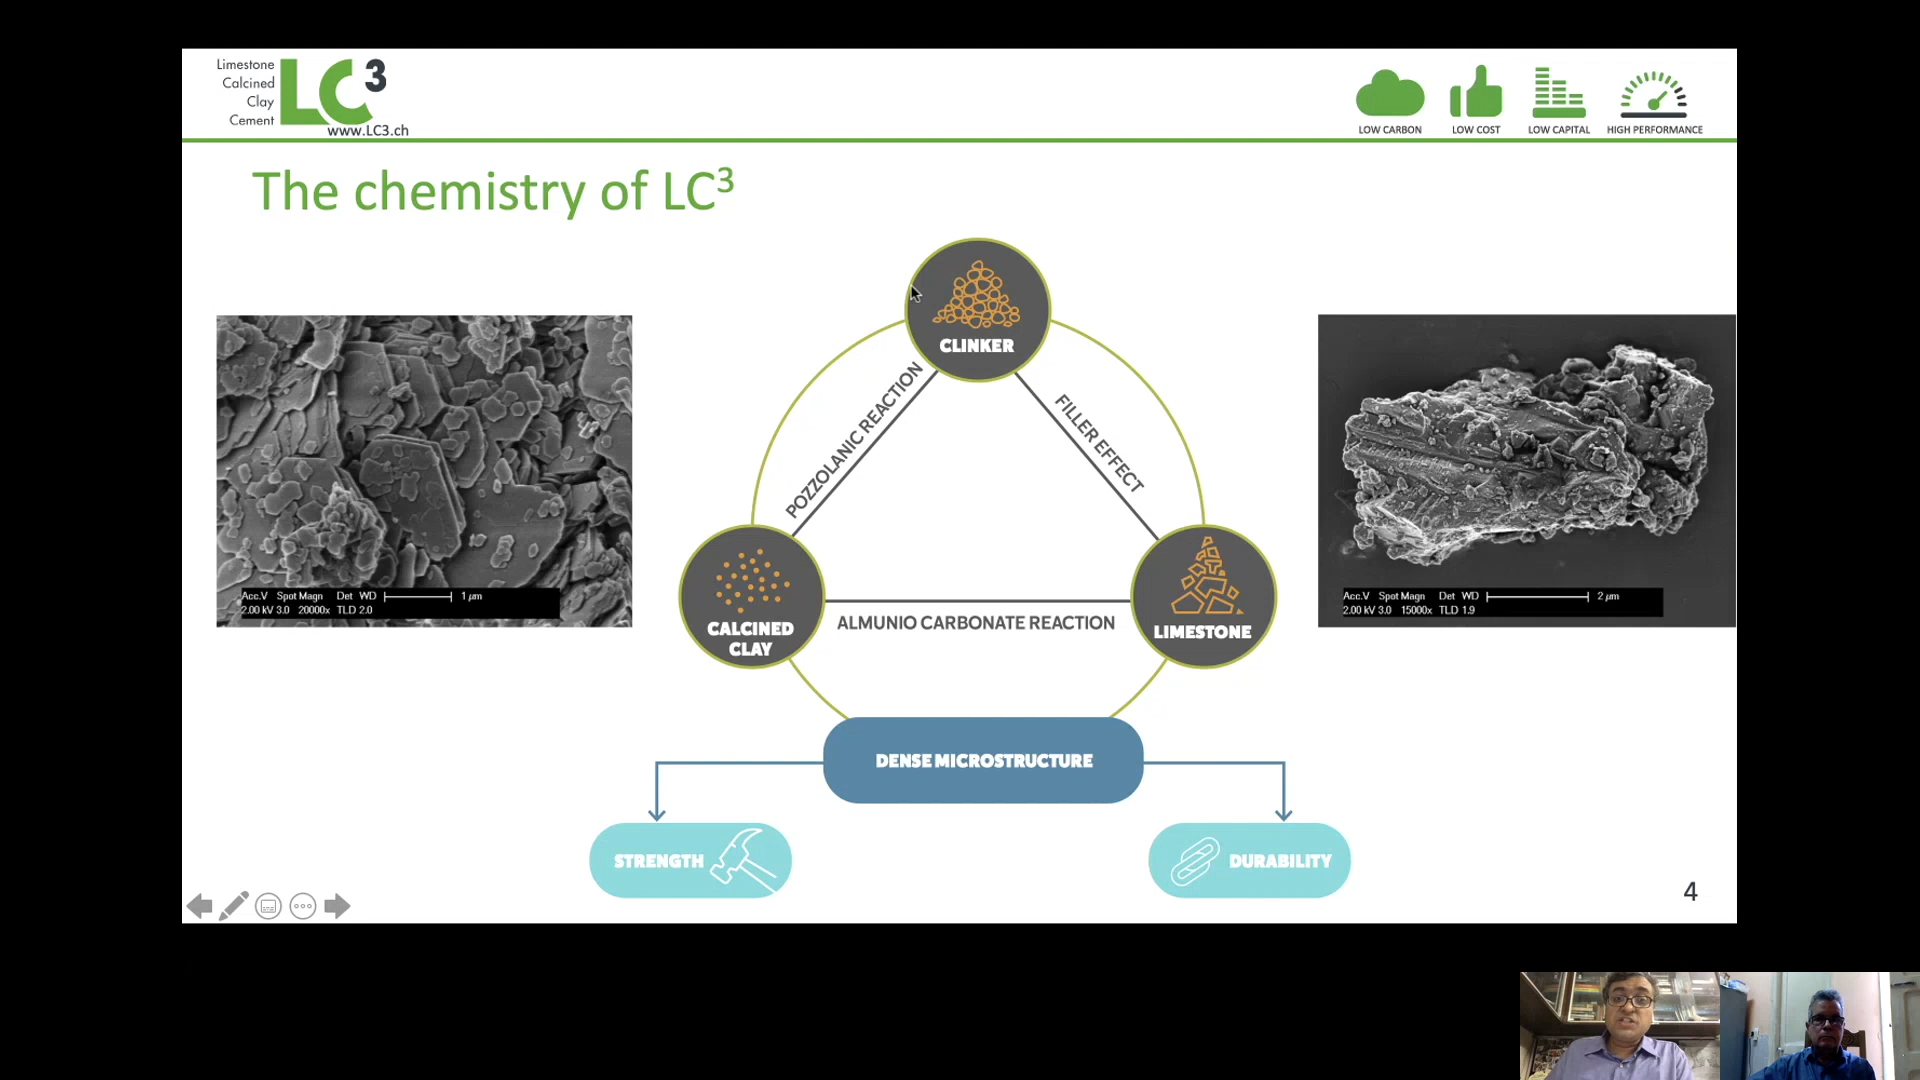 Limestone
Calcined
Clay
Cement
LC3
www.LC3.ch
LOW CARBON
LOW COST
LOW CAPITAL
HIGH PERFORMANCE
The chemistry of LC3
CLINKER
POZZOLANIC REACTION
FILLER EFFECT
Acc.V Spot Magn Det WD 1 µm
2.00 kV 3.0 20000x TLD 2.0
CALCINED
CLAY
ALMUNIO CARBONATE REACTION
LIMESTONE
Acc.V Spot Magn Det WD 2 µm
2.00 kV 3.0 15000x TLD 1.9
DENSE MICROSTRUCTURE
STRENGTH
DURABILITY
4